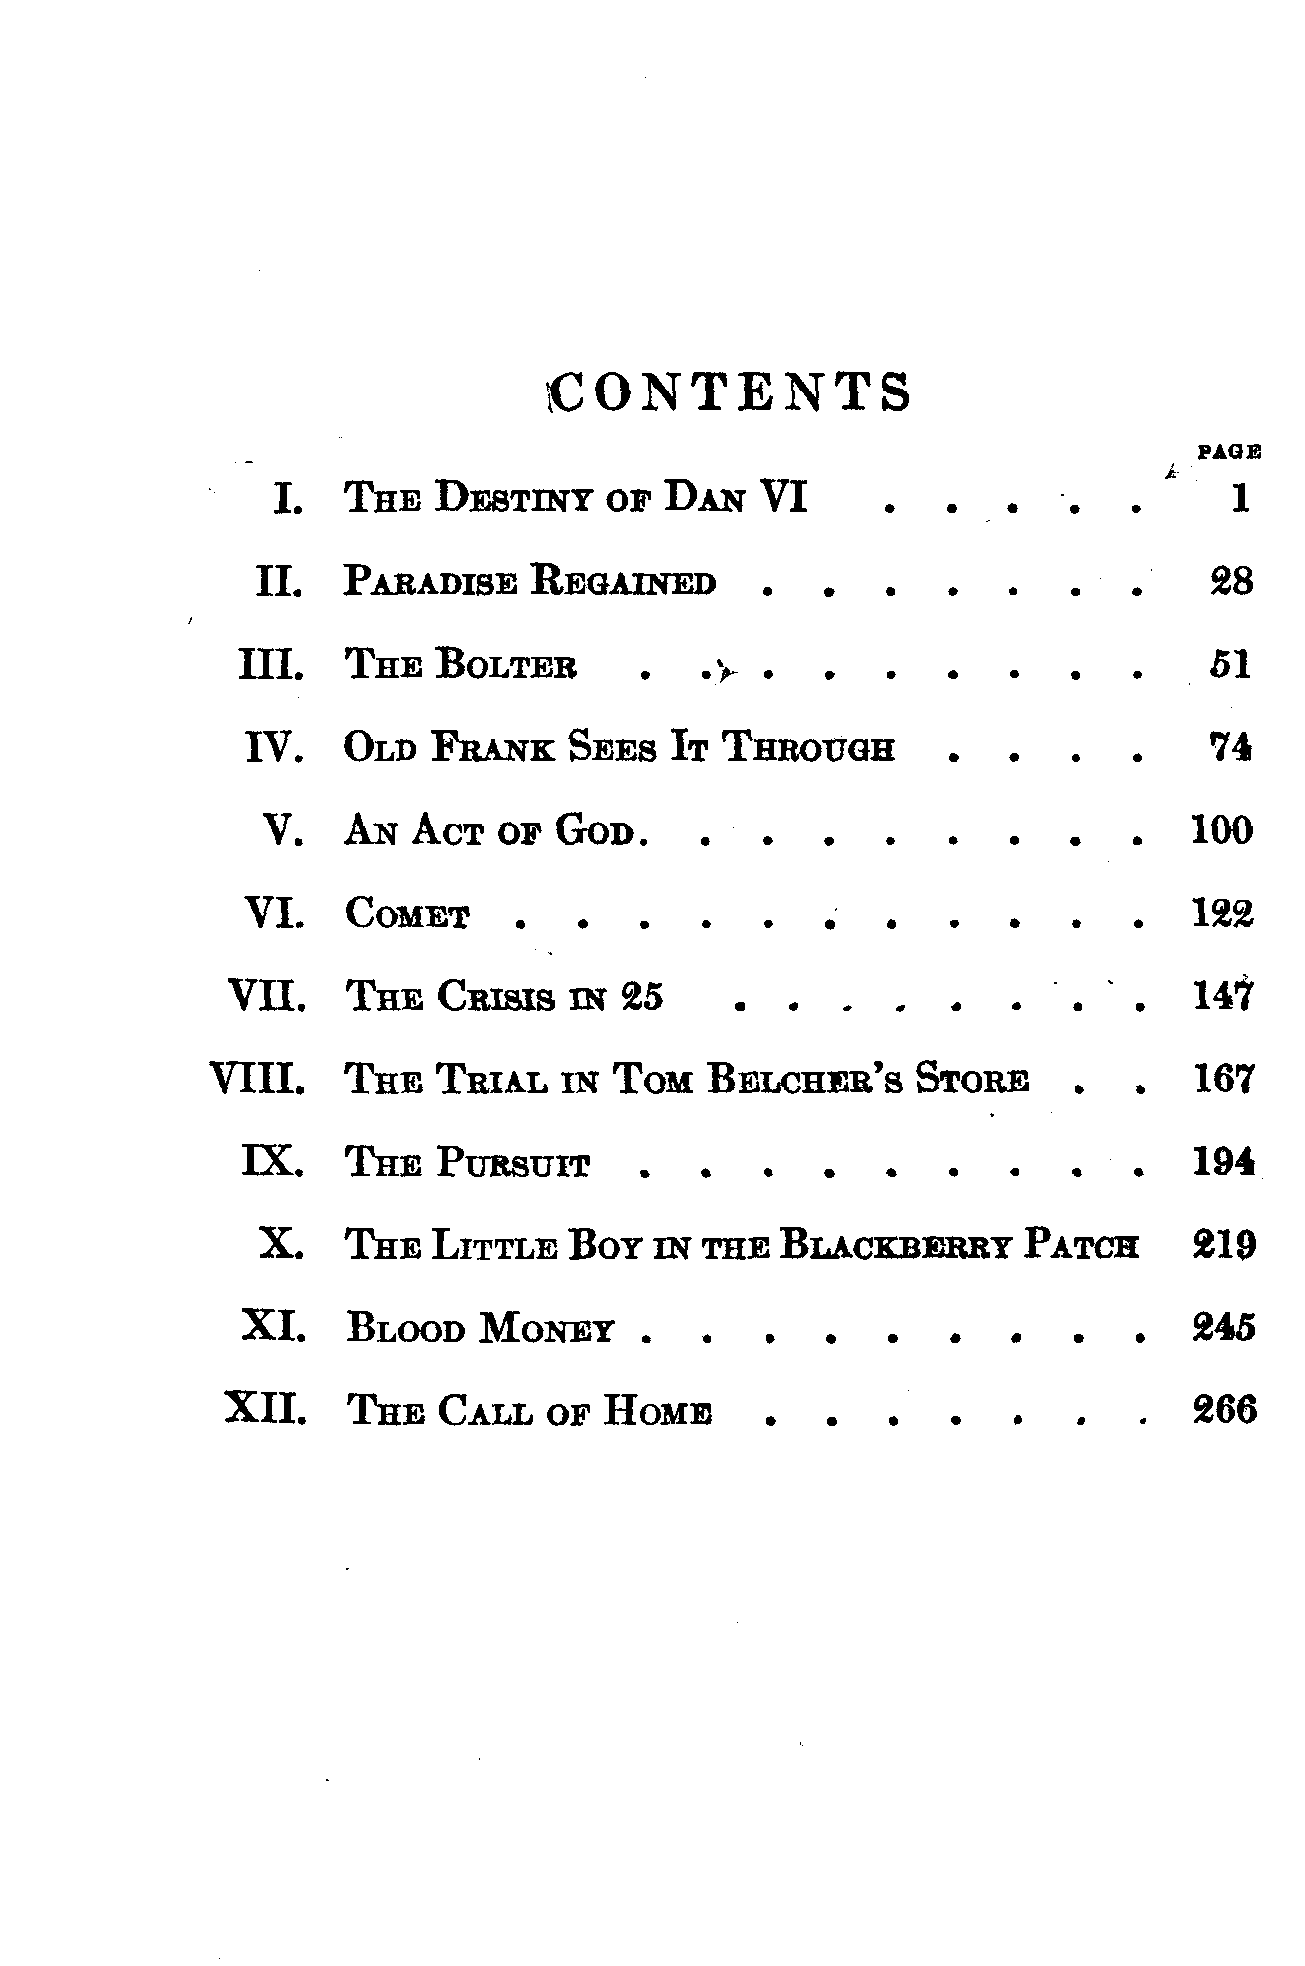 CONTENTS
PAGE
I. The Destiny of Dan VI . . . . . 1
II. Paradise Regained . . . . . . . 28
III. The Bolter . . . . . . . . . 51
IV. Old Frank Sees It Through . . . . 74
V. An Act of God. . . . . . . . . 100
VI. Comet . . . . . . . . . . . 122
VII. The Crisis in 25 . . . . . . . . 147
VIII. The Trial in Tom Belcher's Store . . 167
IX. The Pursuit . . . . . . . . . 194
X. The Little Boy in the Blackberry Patch 219
XI. Blood Money . . . . . . . . . 245
XII. The Call of Home . . . . . . . 266